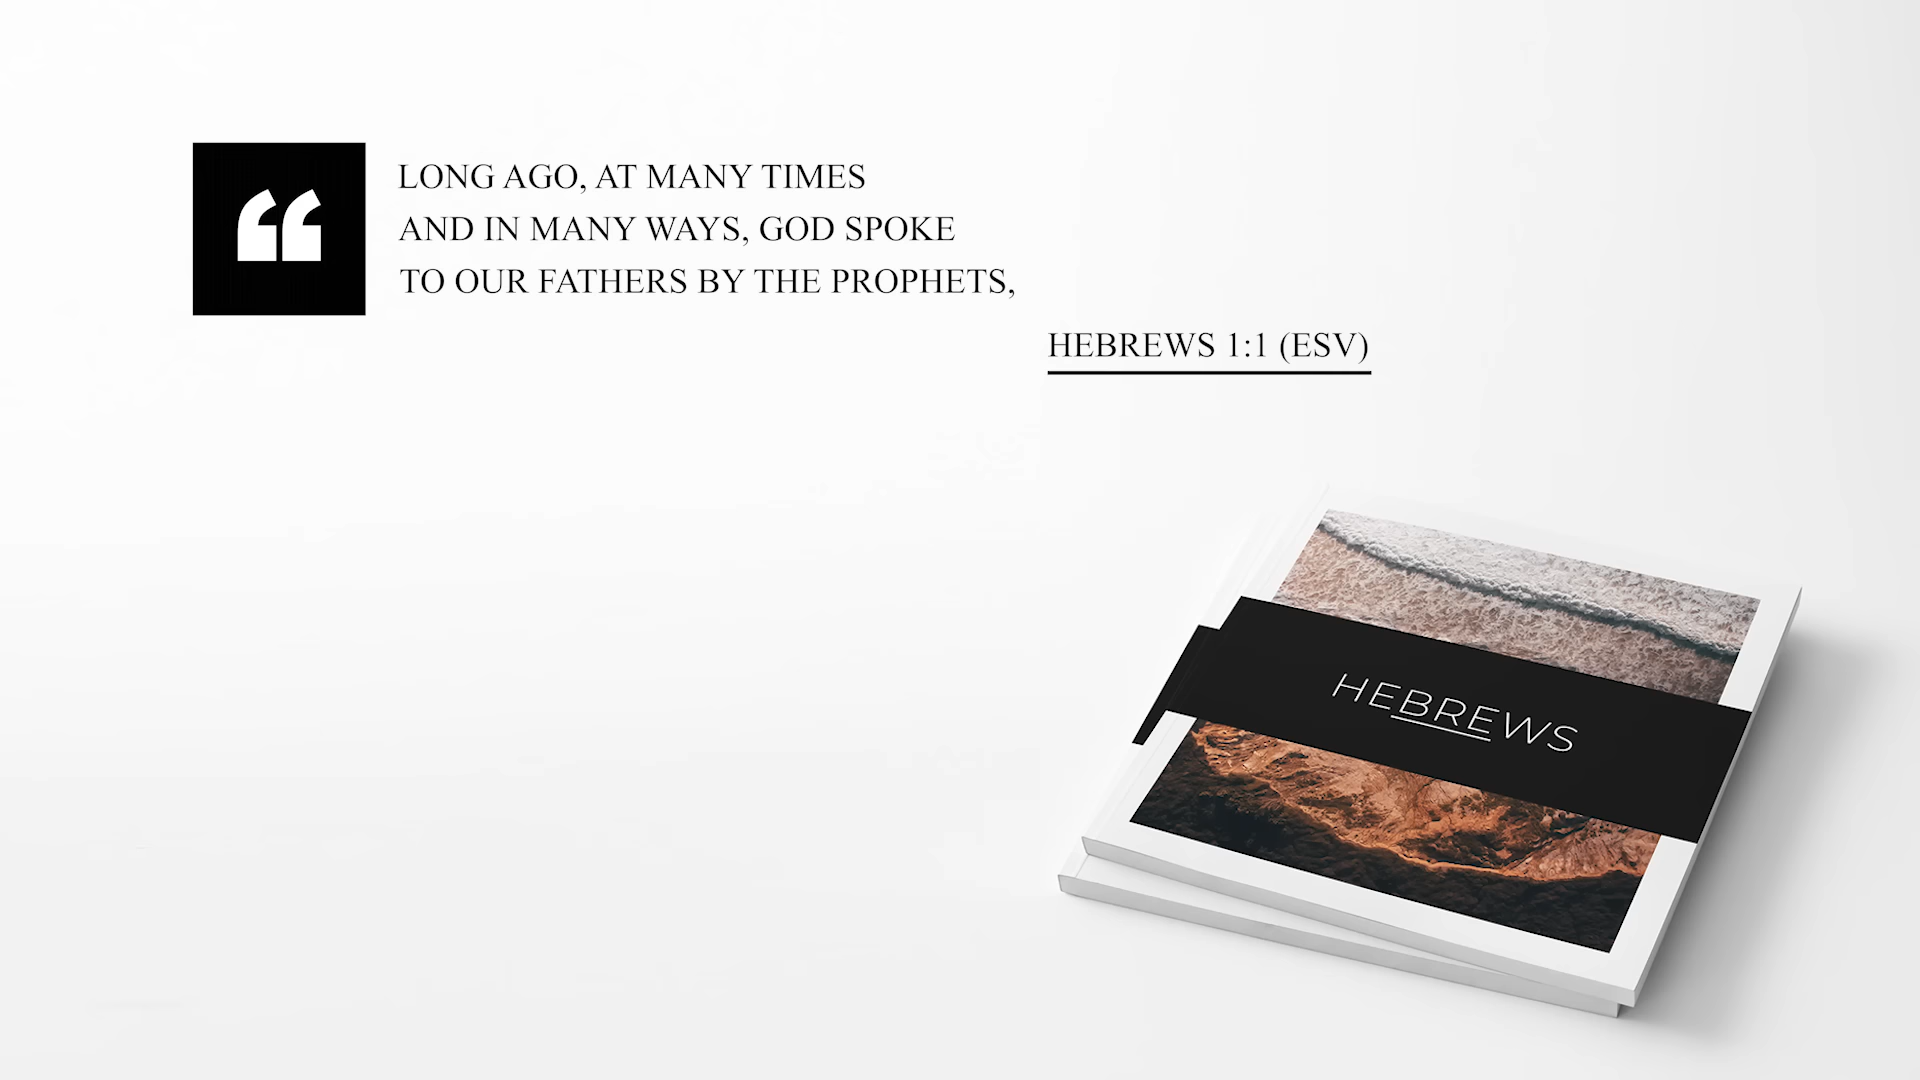 LONG AGO, AT MANY TIMES
AND IN MANY WAYS, GOD SPOKE
TO OUR FATHERS BY THE PROPHETS,
HEBREWS 1:1 (ESV)
HEBREWS